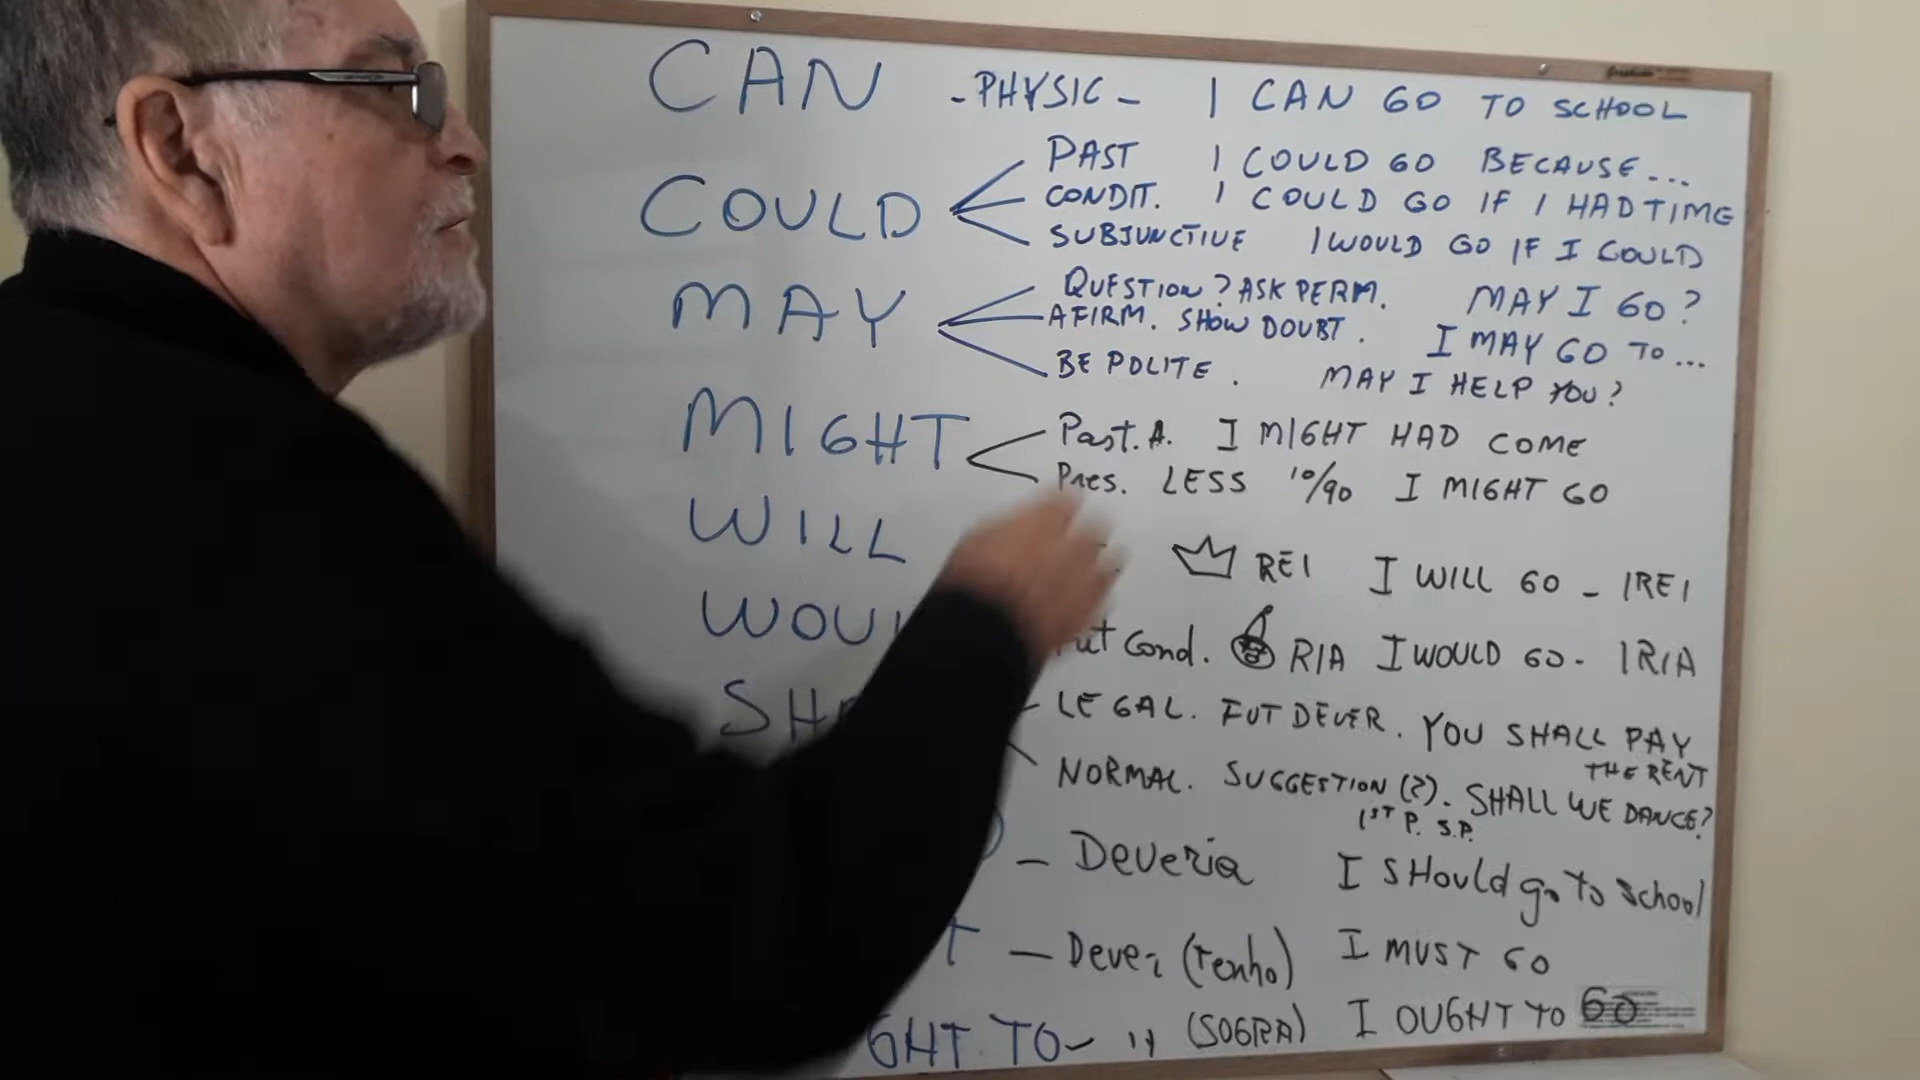 CAN - PHYSIC - I CAN GO TO SCHOOL
COULD
PAST I COULD GO BECAUSE...
CONDIT. I COULD GO IF I HAD TIME
SUBJUNCTIVE I WOULD GO IF I COULD
MAY
QUESTION? ASK PERM. MAY I GO?
AFIRM. SHOW DOUBT. I MAY GO TO...
BE POLITE. MAY I HELP YOU?
MIGHT
Past. A. I MIGHT HAD COME
Pres. LESS 10/90 I MIGHT GO
WILL REI I WILL GO - IREI
WOU Fut Cond. RIA I WOULD GO - IRIA
SHA
LEGAL. FUT DEVER. YOU SHALL PAY
THE RENT
NORMAL. SUGGESTION (?). SHALL WE DANCE?
1ST P. S.P.
- Deveria I SHould go to school
T - Dever (tenho) I MUST GO
GHT TO - " (SOGRA) I OUGHT TO GO